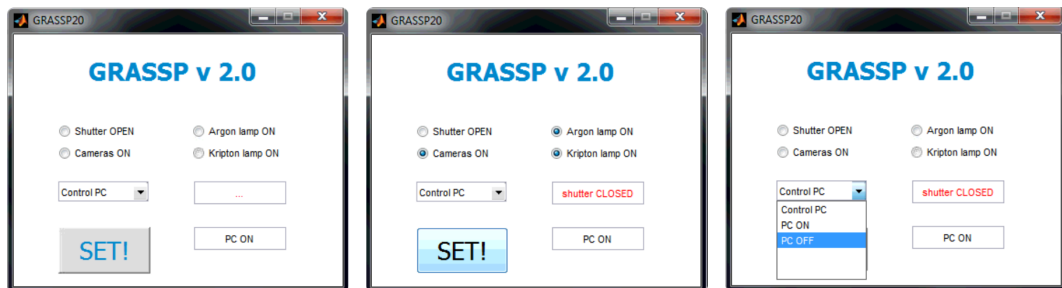 GRASSP20
GRASSP v 2.0
Shutter OPEN
Argon lamp ON
Cameras ON
Kripton lamp ON
Control PC
...
SET!
PC ON
GRASSP20
GRASSP v 2.0
Shutter OPEN
Argon lamp ON
Cameras ON
Kripton lamp ON
Control PC
shutter CLOSED
SET!
PC ON
GRASSP20
GRASSP v 2.0
Shutter OPEN
Argon lamp ON
Cameras ON
Kripton lamp ON
Control PC
shutter CLOSED
Control PC
PC ON
PC OFF
PC ON